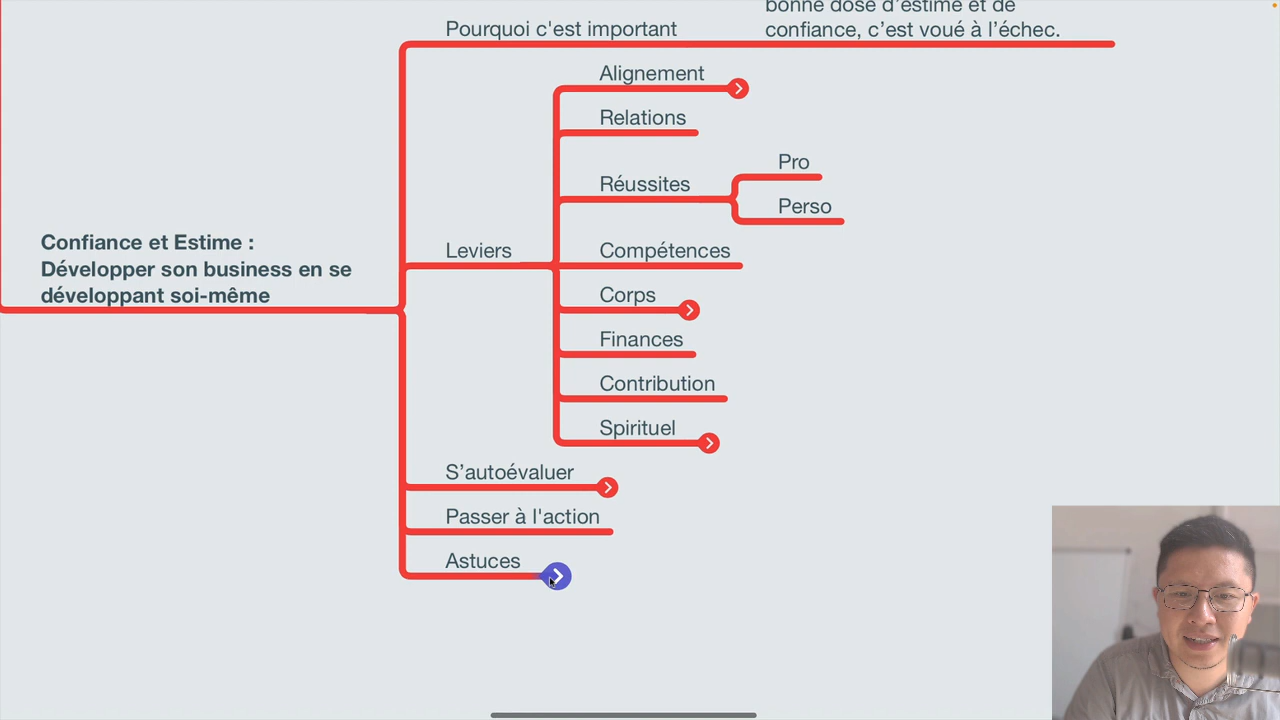 bonne dose d'estime et de
Pourquoi c'est important
confiance, c'est voué à l'échec.
Alignement
Relations
Pro
Réussites
Perso
Confiance et Estime :
Développer son business en se
développant soi-même
Leviers
Compétences
Corps
Finances
Contribution
Spirituel
S'autoévaluer
Passer à l'action
Astuces